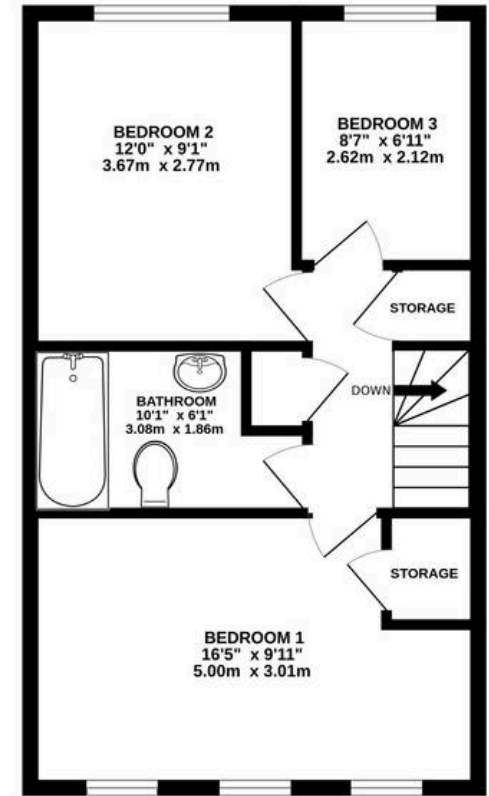 BEDROOM 2
12'0" x 9'1"
3.67m x 2.77m
BEDROOM 3
8'7" x 6'11"
2.62m x 2.12m
STORAGE
BATHROOM
10'1" x 6'1"
3.08m x 1.86m
DOWN
STORAGE
BEDROOM 1
16'5" x 9'11"
5.00m x 3.01m